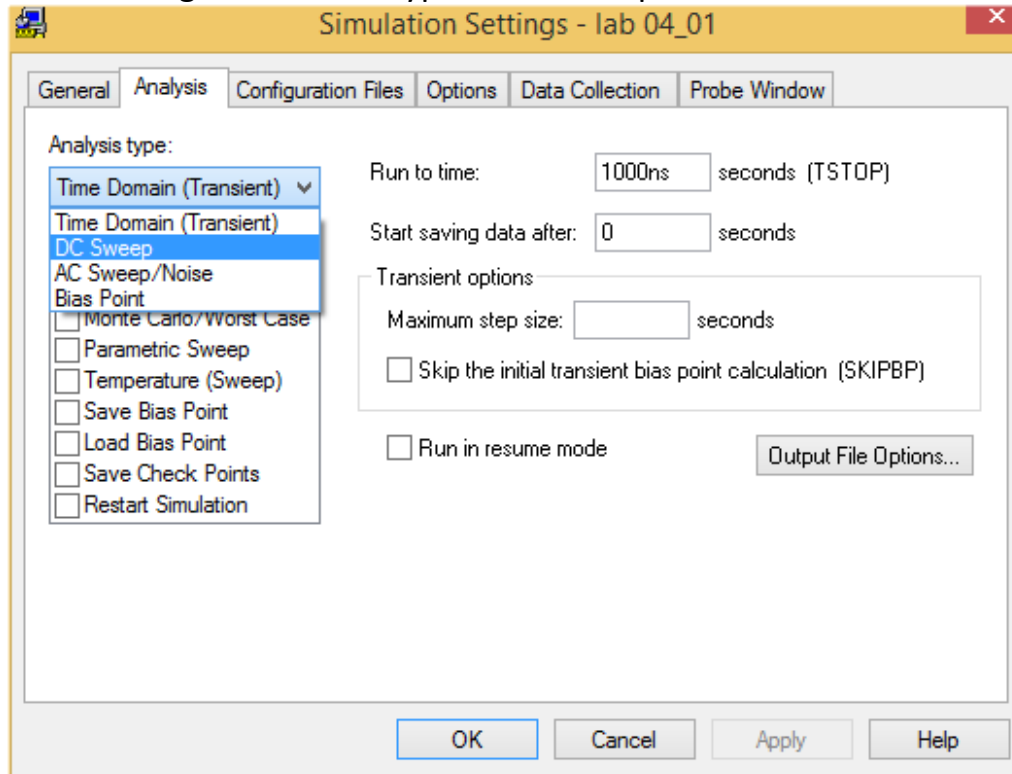 Simulation Settings - lab 04_01
General Analysis Configuration Files Options Data Collection Probe Window
Analysis type:
Time Domain (Transient)
Time Domain (Transient)
DC Sweep
AC Sweep/Noise
Bias Point
Monte Carlo/Worst Case
Parametric Sweep
Temperature (Sweep)
Save Bias Point
Load Bias Point
Save Check Points
Restart Simulation
Run to time: 1000ns seconds (TSTOP)
Start saving data after: 0 seconds
Transient options
Maximum step size: seconds
Skip the initial transient bias point calculation (SKIPBP)
Run in resume mode
Output File Options...
OK Cancel Apply Help